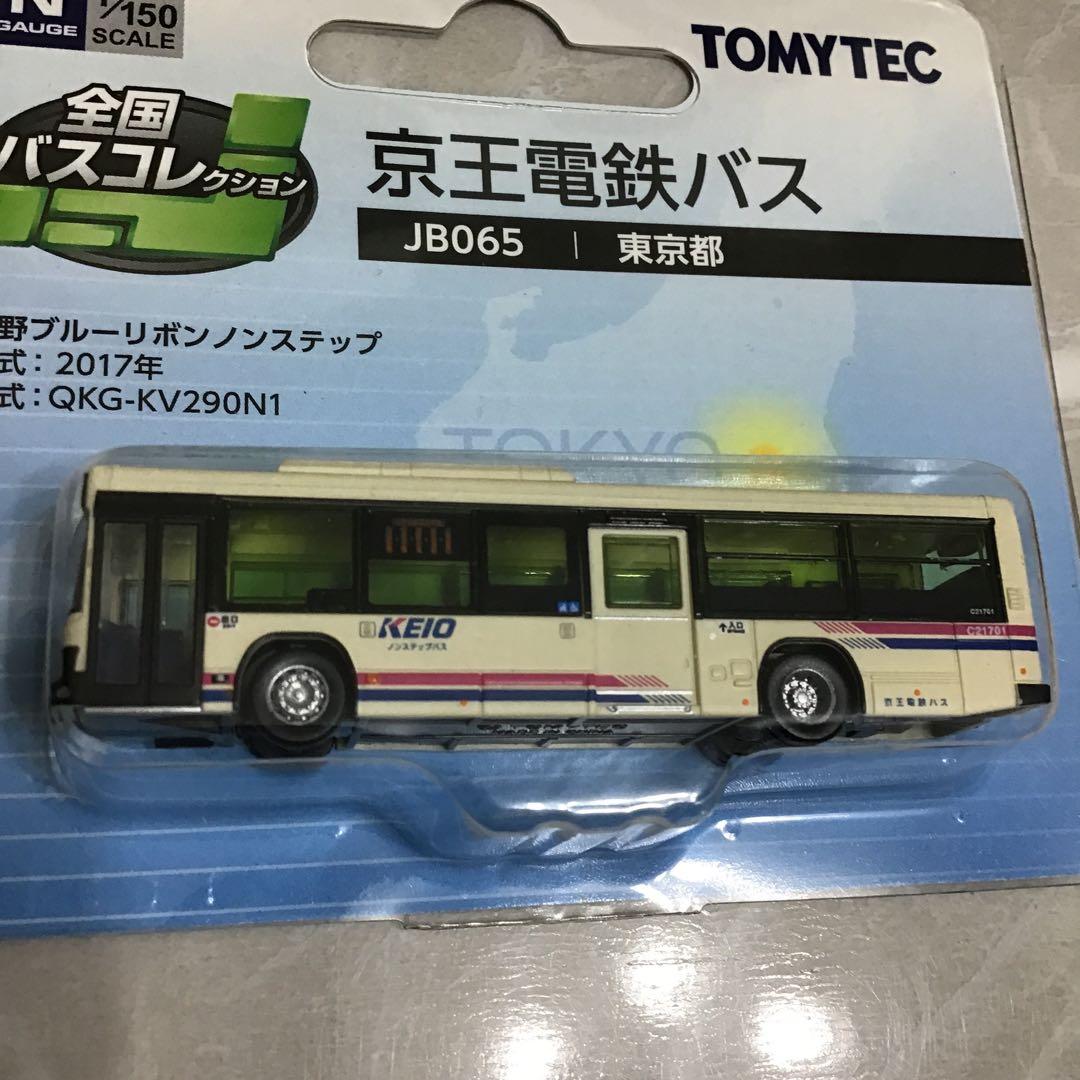 N
GAUGE
1/150
SCALE
TOMYTEC
全国
バスコレクション
京王電鉄バス
JB065 | 東京都
野ブルーリボンノンステップ
式：2017年
式：QKG-KV290N1
TOKYO
出口
KEIO
ノンステップバス
入口
C21701
C21701
京王電鉄バス